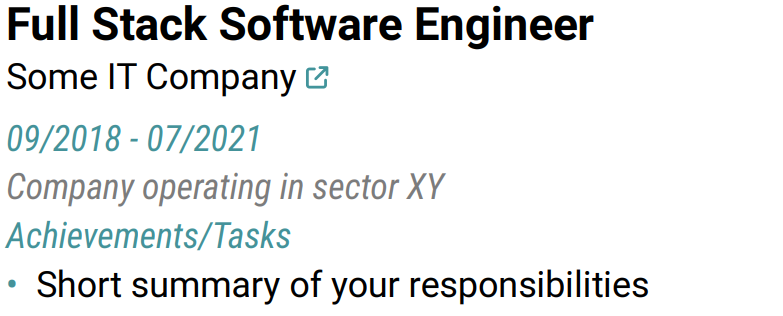 Full Stack Software Engineer
Some IT Company
09/2018 - 07/2021
Company operating in sector XY
Achievements/Tasks
• Short summary of your responsibilities